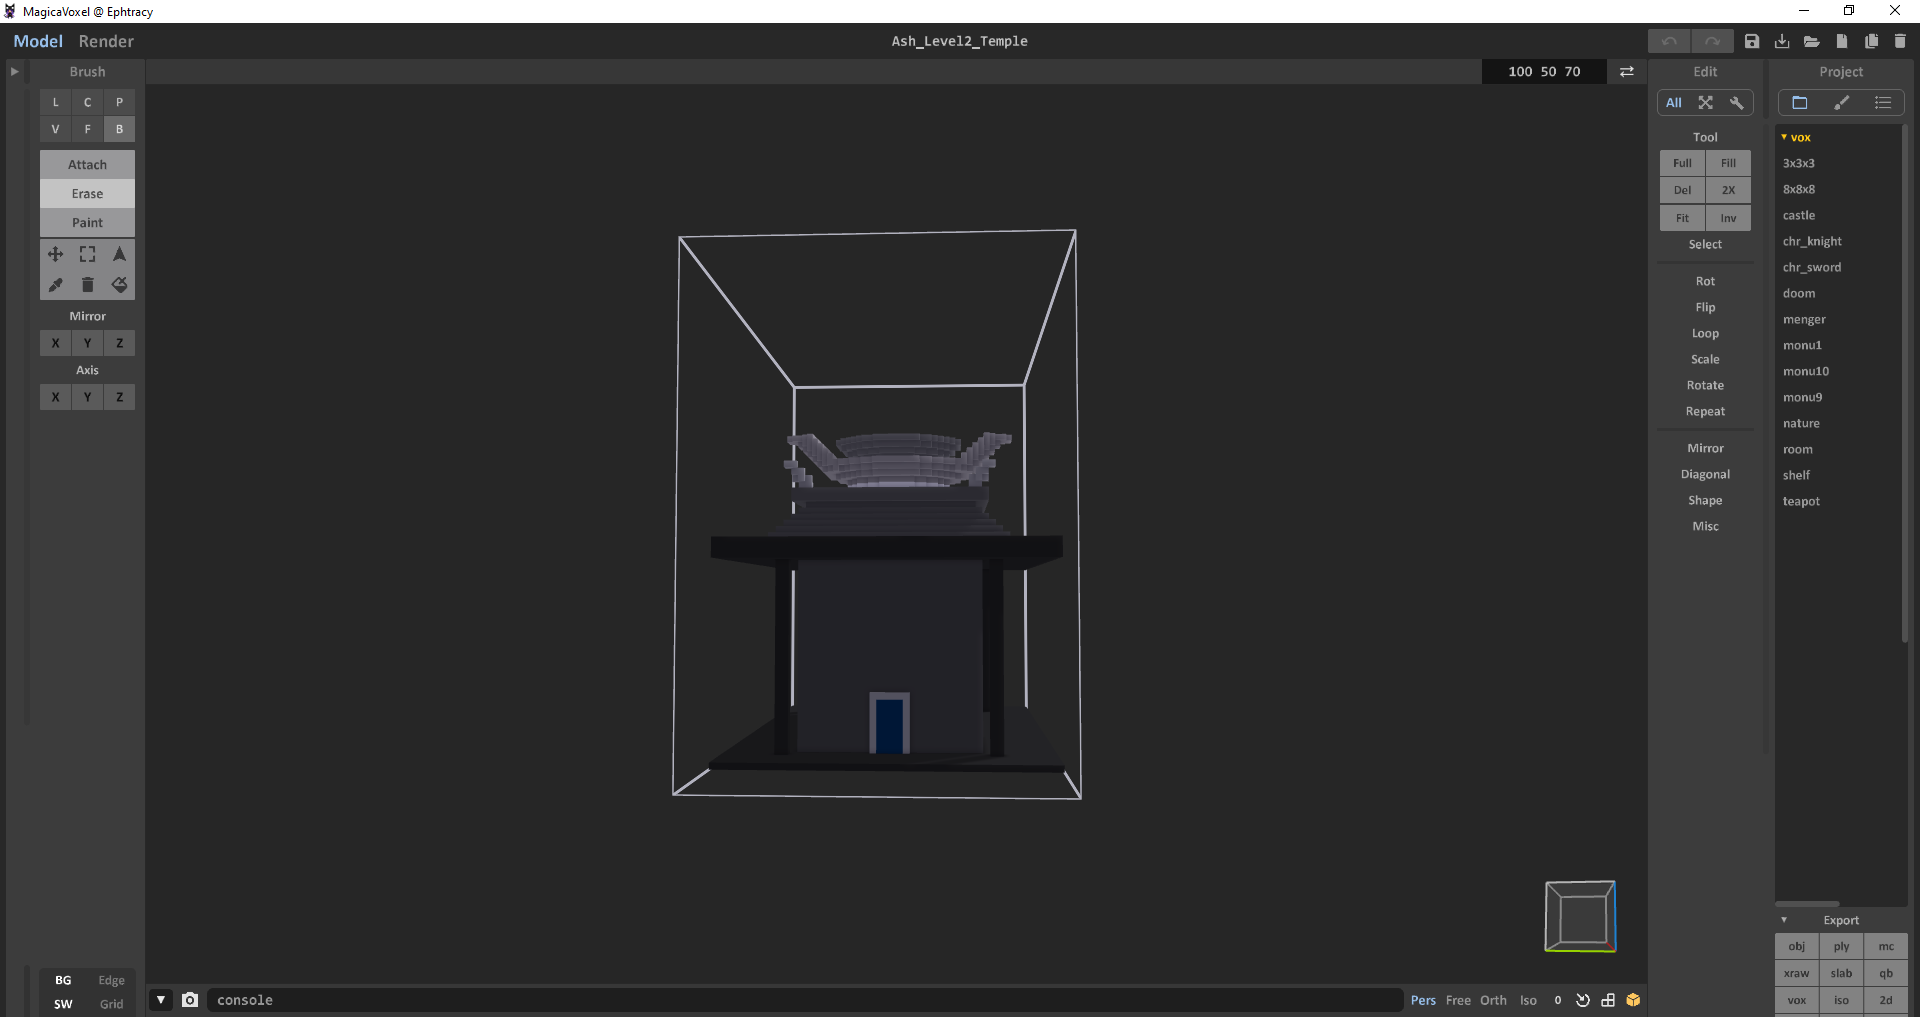 MagicaVoxel @ Ephtracy
Model Render
Ash_Level2_Temple
Brush
100 50 70
Edit
Project
L C P
V F B
Attach
Erase
Paint
Mirror
X Y Z
Axis
X Y Z
All
Tool
Full Fill
Del 2X
Fit Inv
Select
Rot
Flip
Loop
Scale
Rotate
Repeat
Mirror
Diagonal
Shape
Misc
vox
3x3x3
8x8x8
castle
chr_knight
chr_sword
doom
menger
monu1
monu10
monu9
nature
room
shelf
teapot
Export
obj ply mc
xraw slab qb
vox iso 2d
BG Edge
SW Grid
console
Pers Free Orth Iso 0